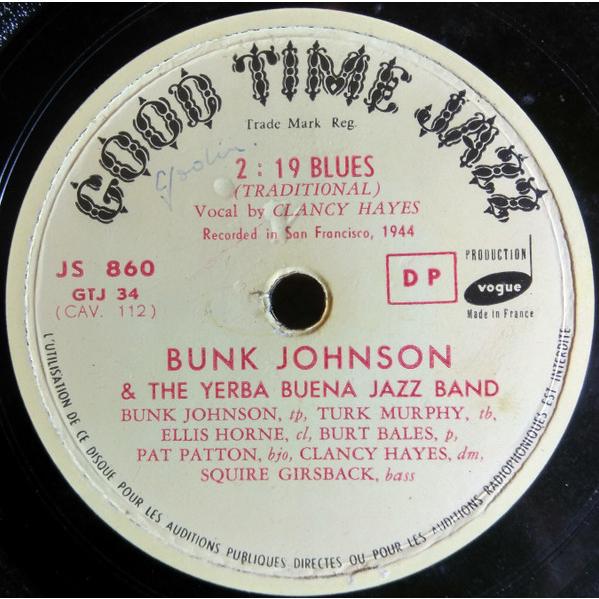 GOOD TIME JAZZ
Trade Mark Reg.
2 : 19 BLUES
(TRADITIONAL)
Vocal by CLANCY HAYES
Recorded in San Francisco, 1944
JS 860
GTJ 34
(CAV. 112)
DP
PRODUCTION
vogue
Made in France
BUNK JOHNSON
& THE YERBA BUENA JAZZ BAND
BUNK JOHNSON, tp, TURK MURPHY, tb,
ELLIS HORNE, cl, BURT BALES, p,
PAT PATTON, bjo, CLANCY HAYES, dm,
SQUIRE GIRSBACK, bass
L'UTILISATION DE CE DISQUE POUR LES AUDITIONS PUBLIQUES DIRECTES OU POUR LES AUDITIONS RADIOPHONIQUES EST INTERDITE